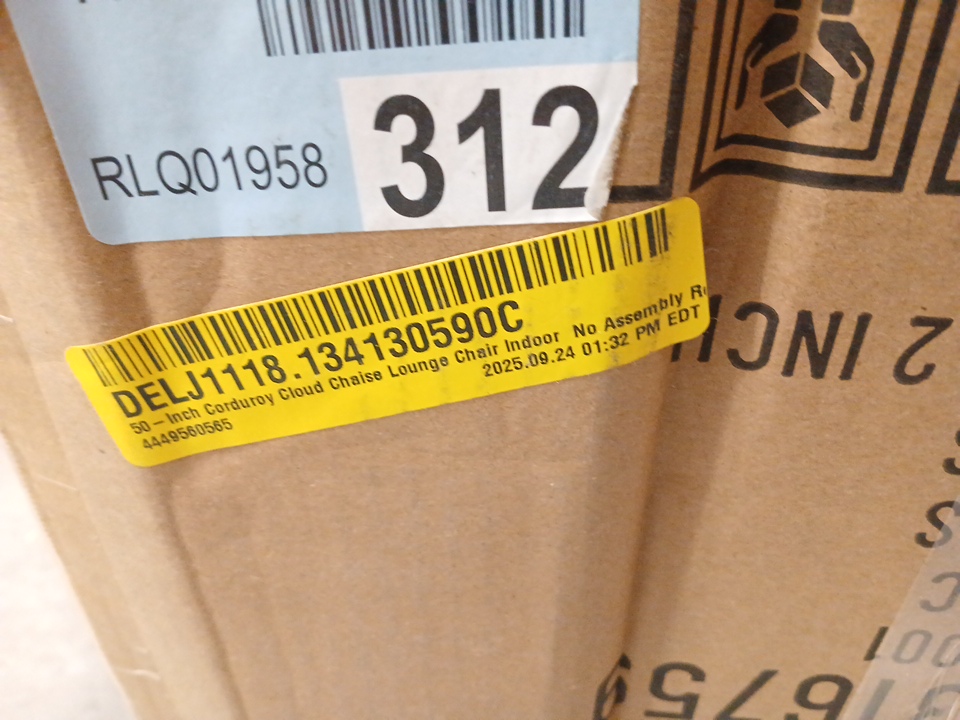 RLQ01958
312
DELJ1118.134130590C
50-Inch Corduroy Cloud Chaise Lounge Chair Indoor No Assembly
2025.09.24 01:32 PM EDT
4449560565
2 INCH